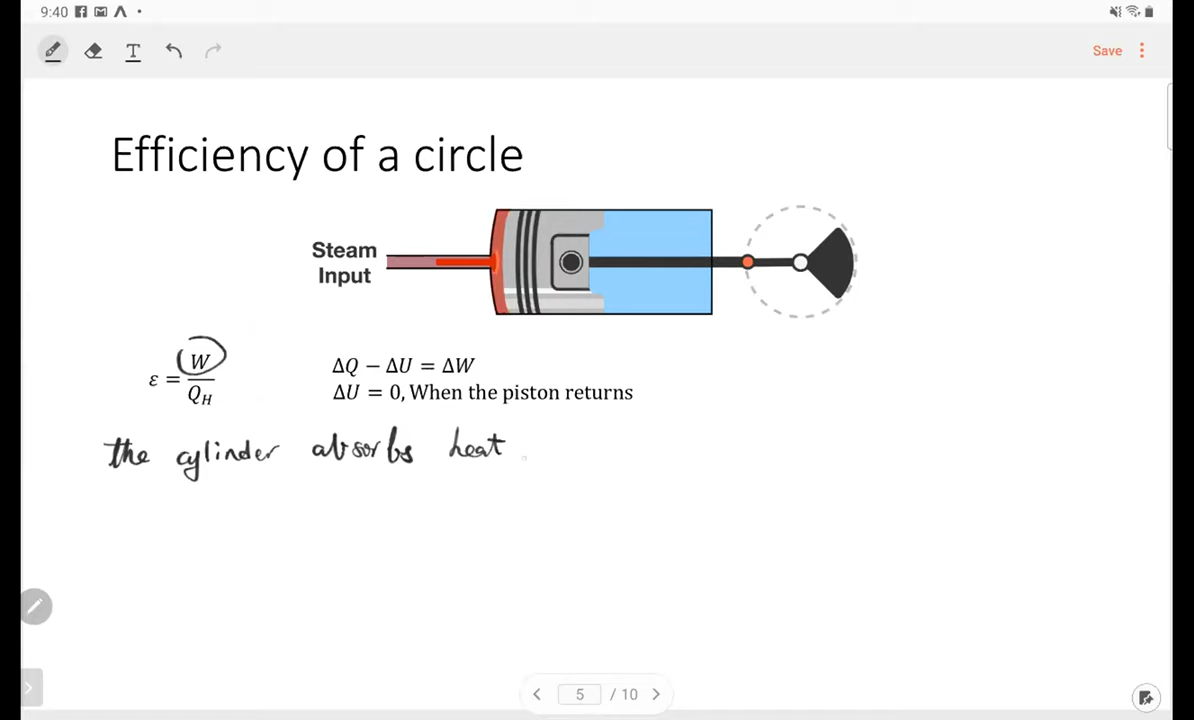 9:40
Save
Efficiency of a circle
Steam
Input
ε = W / Q_H
ΔQ − ΔU = ΔW
ΔU = 0, When the piston returns
the cylinder absorbs heat
5 / 10